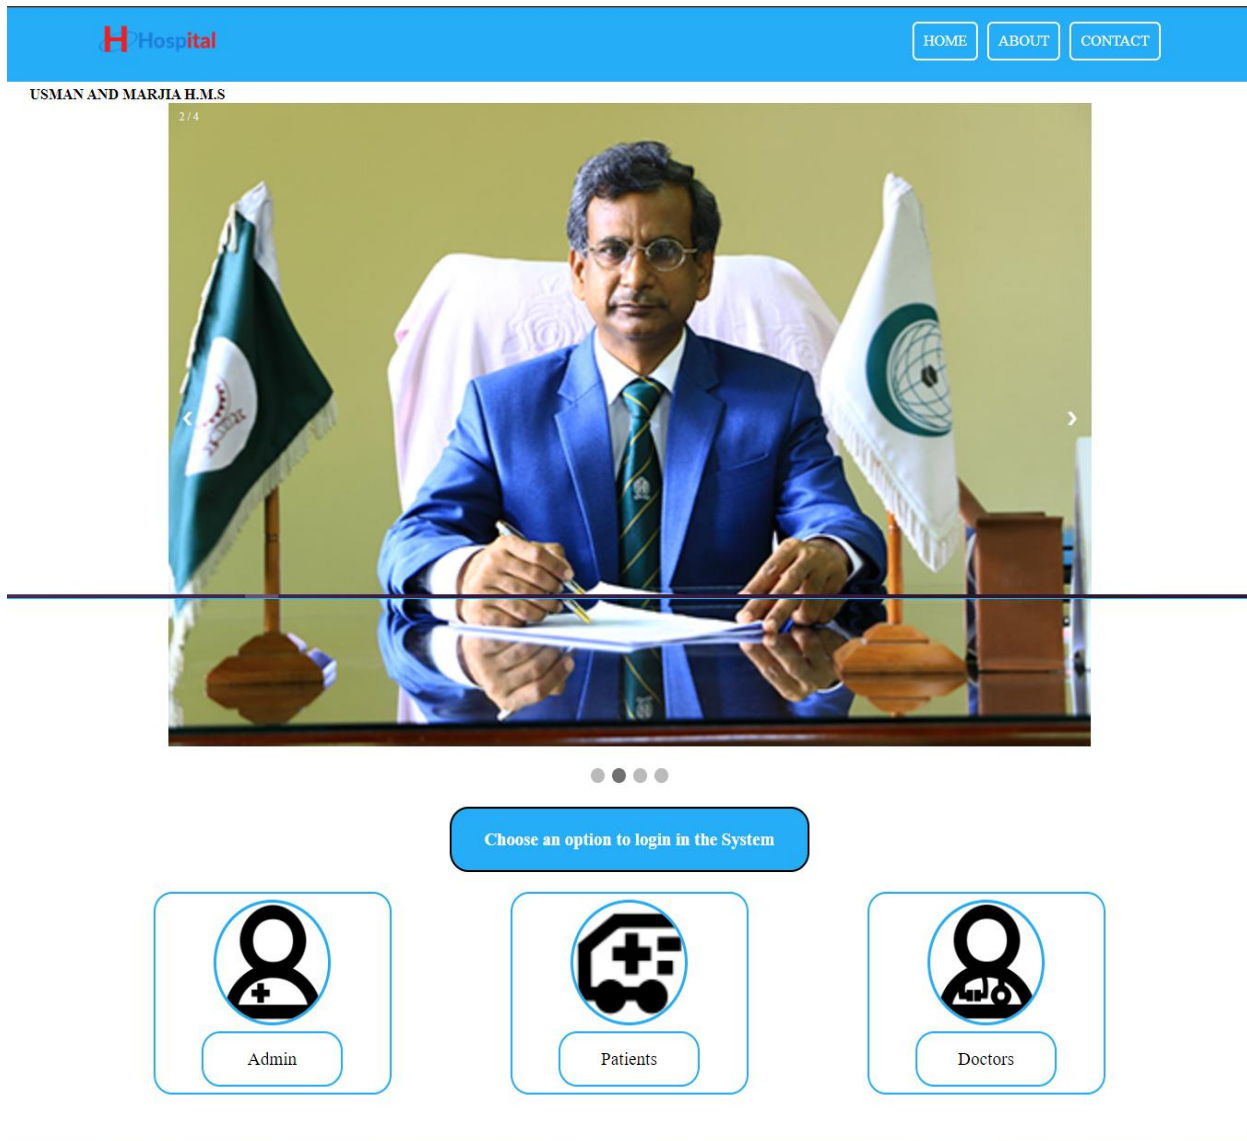 Hospital
HOME ABOUT CONTACT
USMAN AND MARJIA H.M.S
2 / 4
Choose an option to login in the System
Admin
Patients
Doctors